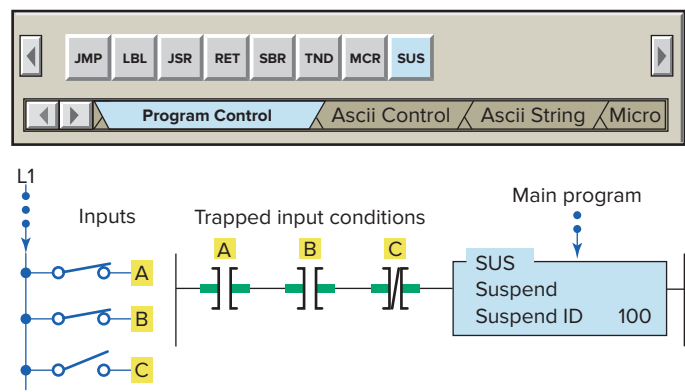 JMP LBL JSR RET SBR TND MCR SUS
Program Control Ascii Control Ascii String Micro
L1
Inputs
Trapped input conditions
Main program
A
B
C
A
B
C
SUS
Suspend
Suspend ID 100